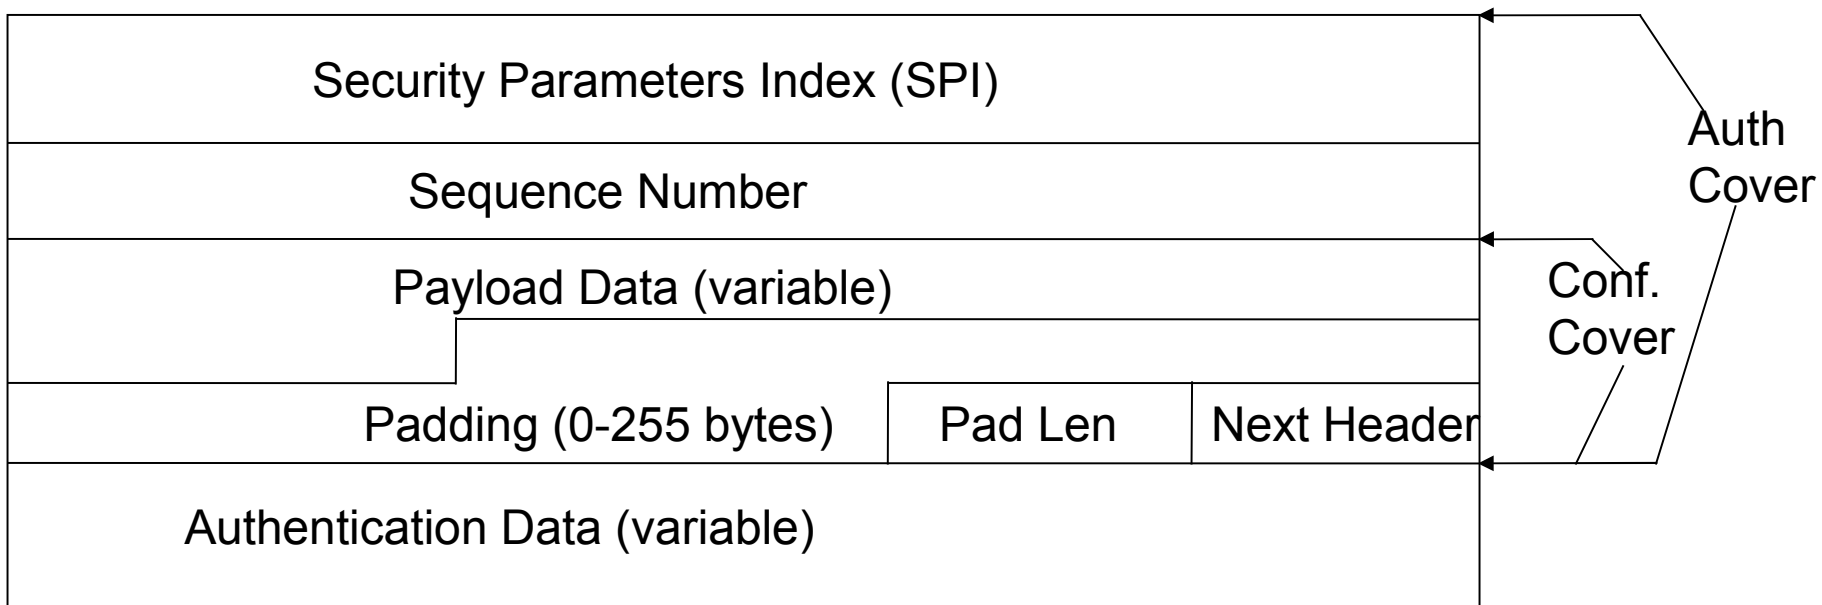 Security Parameters Index (SPI)
Auth
Cover
Sequence Number
Payload Data (variable)
Conf.
Cover
Padding (0-255 bytes)
Pad Len
Next Header
Authentication Data (variable)